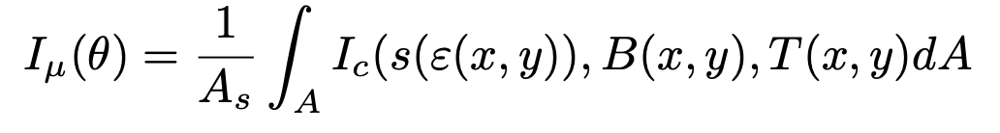 I_μ(θ) = \frac{1}{A_s} \int_A I_c(s(ε(x, y)), B(x, y), T(x, y)dA